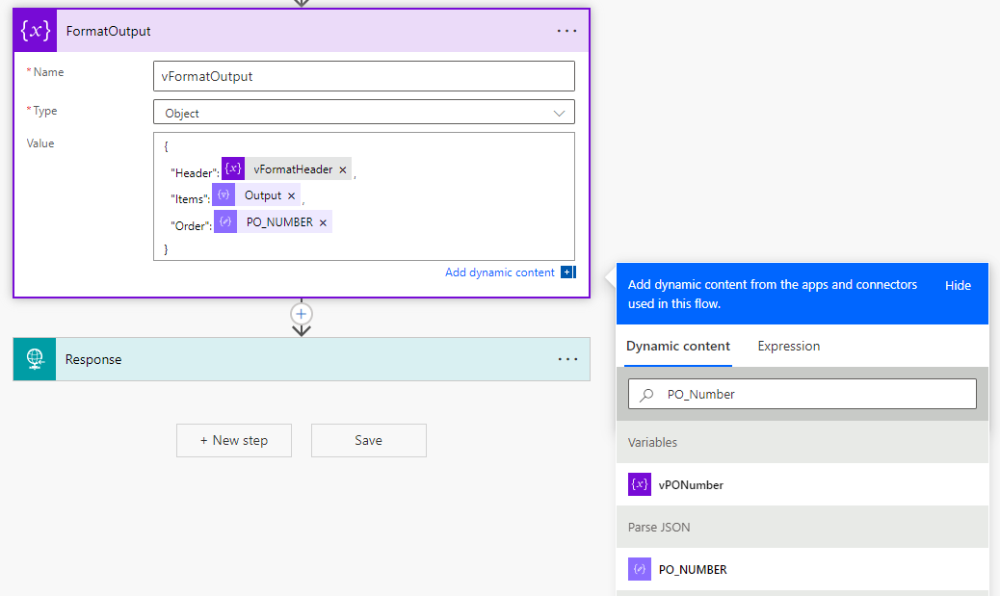 {x} FormatOutput ...
* Name vFormatOutput
* Type Object
Value {
"Header": {x} vFormatHeader × ,
"Items": {v} Output × ,
"Order": PO_NUMBER ×
}
Add dynamic content +
Add dynamic content from the apps and connectors used in this flow.
Hide
Response ...
+ New step
Save
Dynamic content
Expression
PO_Number
Variables
{x} vPONumber
Parse JSON
PO_NUMBER